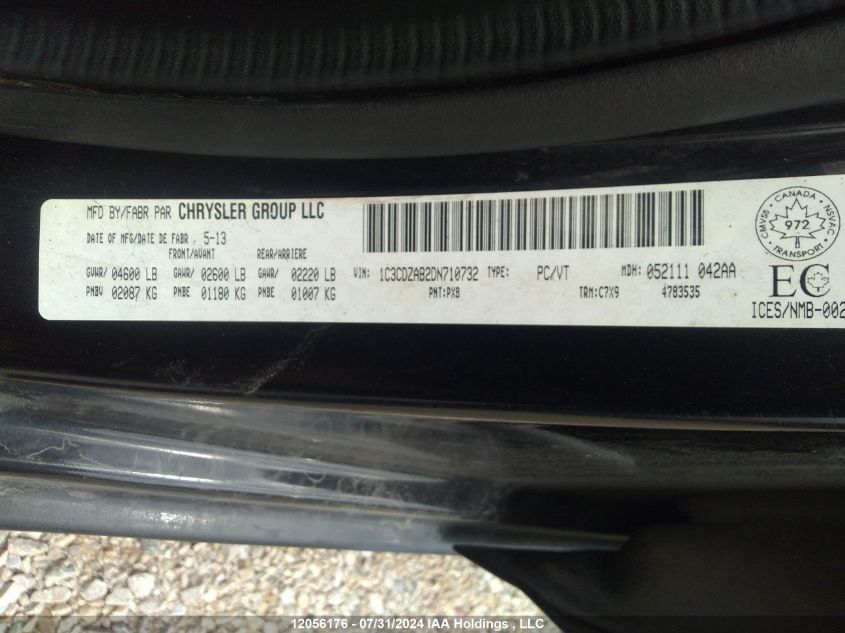 MFD BY/FABR PAR CHRYSLER GROUP LLC
DATE OF MFG/DATE DE FABR 5-13
FRONT/AVANT REAR/ARRIERE
GVWR/ 04600 LB GAWR/ 02600 LB GAWR/ 02220 LB VIN: 1C3CDZAB2DN710732 TYPE: PC/VT MDH: 052111 042AA
PNBV 02087 KG PNBE 01180 KG PNBE 01007 KG PNT:PX8 TRM:C7X9 4783535
CANADA
CMVSS NSVAC
972
TRANSPORT
EC
ICES/NMB-002
12056176 - 07/31/2024 IAA Holdings, LLC